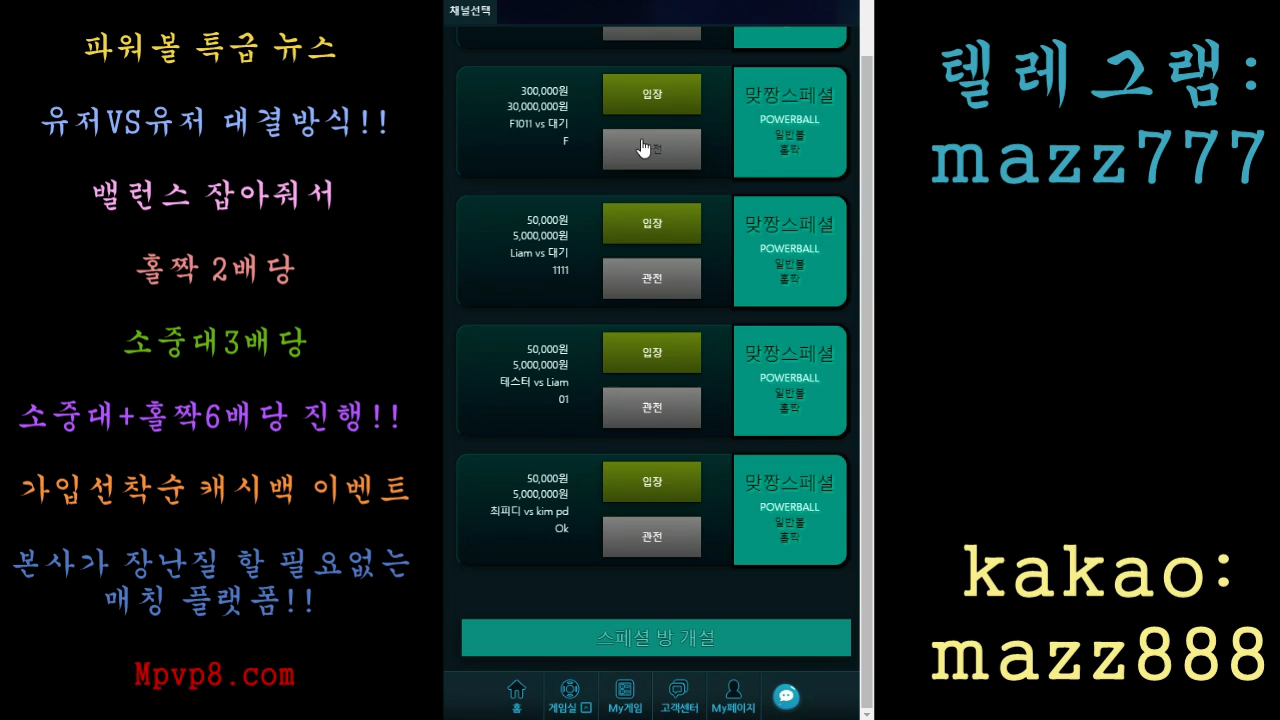 파워볼 특급 뉴스
유저VS유저 대결방식!!
밸런스 잡아줘서
홀짝 2배당
소중대3배당
소중대+홀짝6배당 진행!!
가입선착순 캐시백 이벤트
본사가 장난질 할 필요없는
매칭 플랫폼!!
Mpvp8.com
채널선택
300,000원
30,000,000원
F1011 vs 대기
F
입장
전
맞짱스페셜
POWERBALL
일반볼
홀짝
50,000원
5,000,000원
Liam vs 대기
1111
입장
관전
맞짱스페셜
POWERBALL
일반볼
홀짝
50,000원
5,000,000원
테스터 vs Liam
01
입장
관전
맞짱스페셜
POWERBALL
일반볼
홀짝
50,000원
5,000,000원
최피디 vs kim pd
Ok
입장
관전
맞짱스페셜
POWERBALL
일반볼
홀짝
스페셜 방 개설
홈
게임실
My게임
고객센터
My페이지
텔레그램:
mazz777
kakao:
mazz888